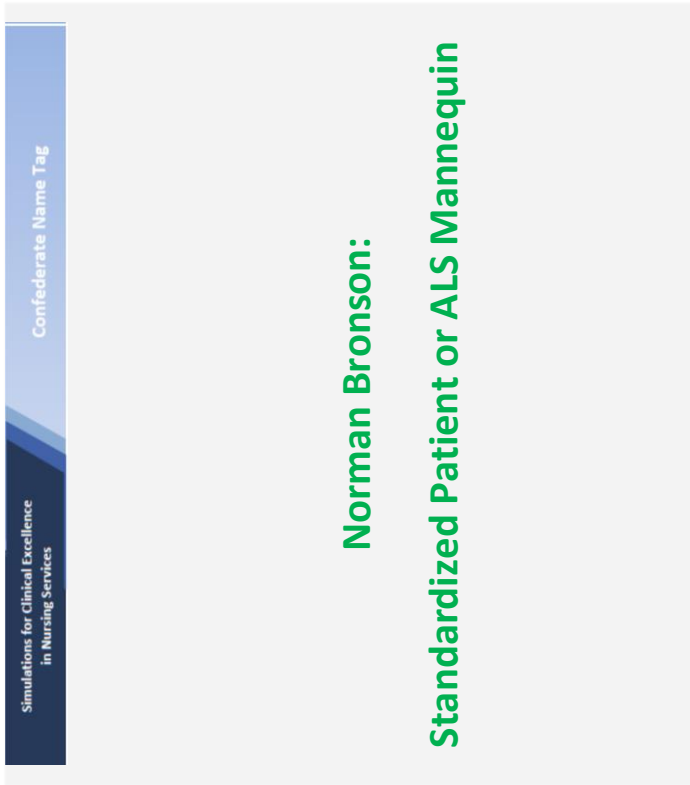 Simulations for Clinical Excellence
in Nursing Services
Confederate Name Tag
Norman Bronson:
Standardized Patient or ALS Mannequin